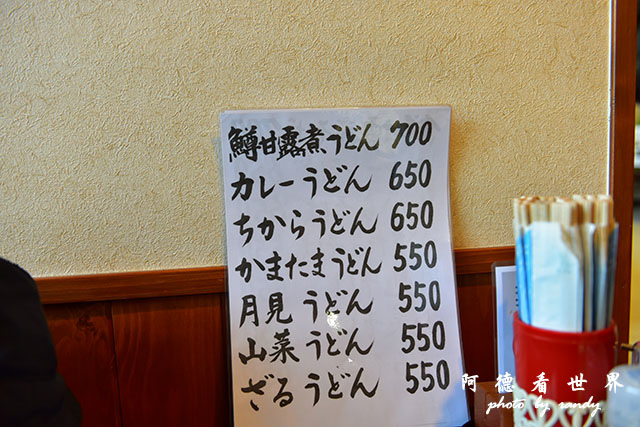 鱒甘露煮うどん 700
カレーうどん 650
ちからうどん 650
かまたまうどん 550
月見うどん 550
山菜うどん 550
ざるうどん 550
阿德看世界
photo by sandy